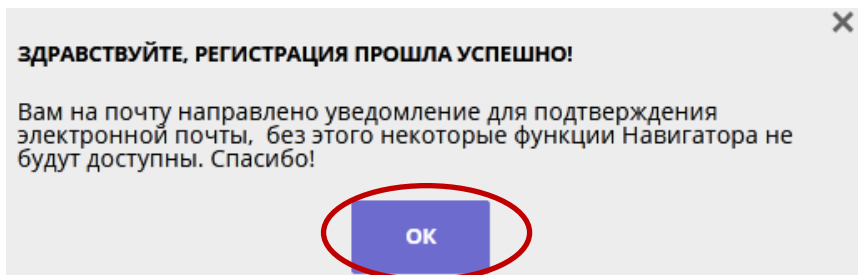 ЗДРАВСТВУЙТЕ, РЕГИСТРАЦИЯ ПРОШЛА УСПЕШНО!
Вам на почту направлено уведомление для подтверждения
электронной почты, без этого некоторые функции Навигатора не
будут доступны. Спасибо!
ОК